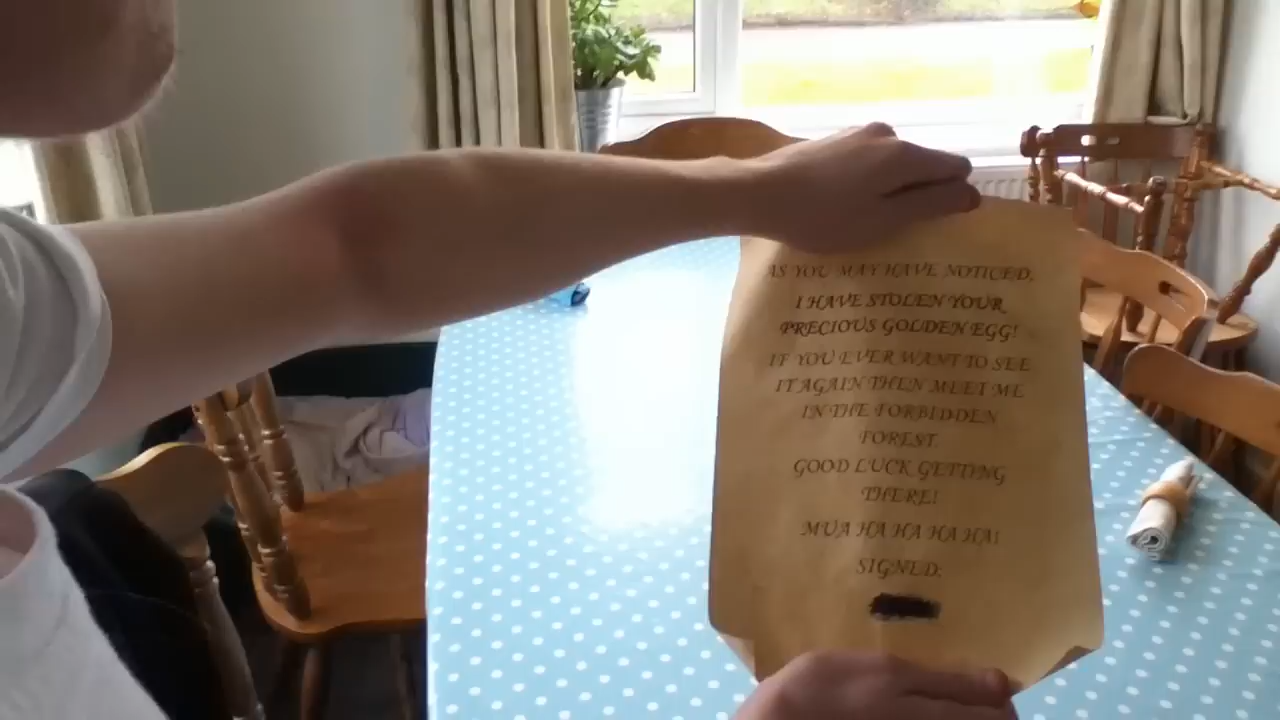 AS YOU MAY HAVE NOTICED,
I HAVE STOLEN YOUR
PRECIOUS GOLDEN EGG!
IF YOU EVER WANT TO SEE
IT AGAIN THEN MEET ME
IN THE FORBIDDEN
FOREST.
GOOD LUCK GETTING
THERE!
MUA HA HA HA HA!
SIGNED: